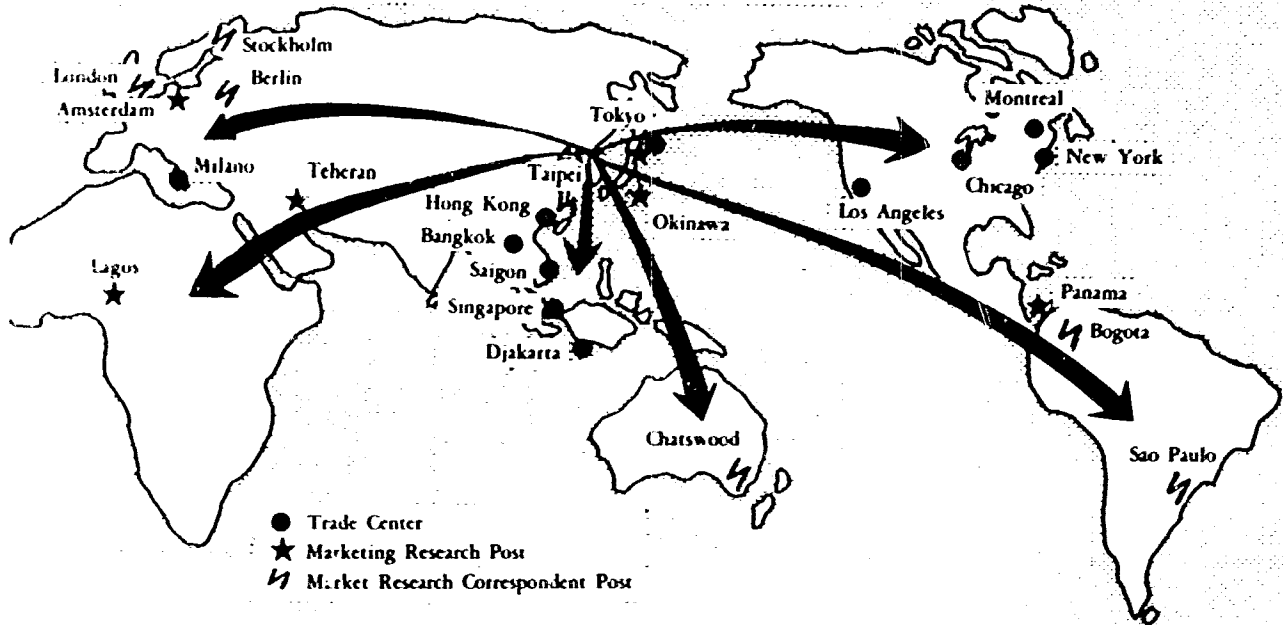 Stockholm
London
Berlin
Amsterdam
Milano
Teheran
Lagos
Tokyo
Taipei
Hong Kong
Okinawa
Bangkok
Saigon
Singapore
Djakarta
Chatswood
Montreal
New York
Chicago
Los Angeles
Panama
Bogota
Sao Paulo
Trade Center
Marketing Research Post
Market Research Correspondent Post